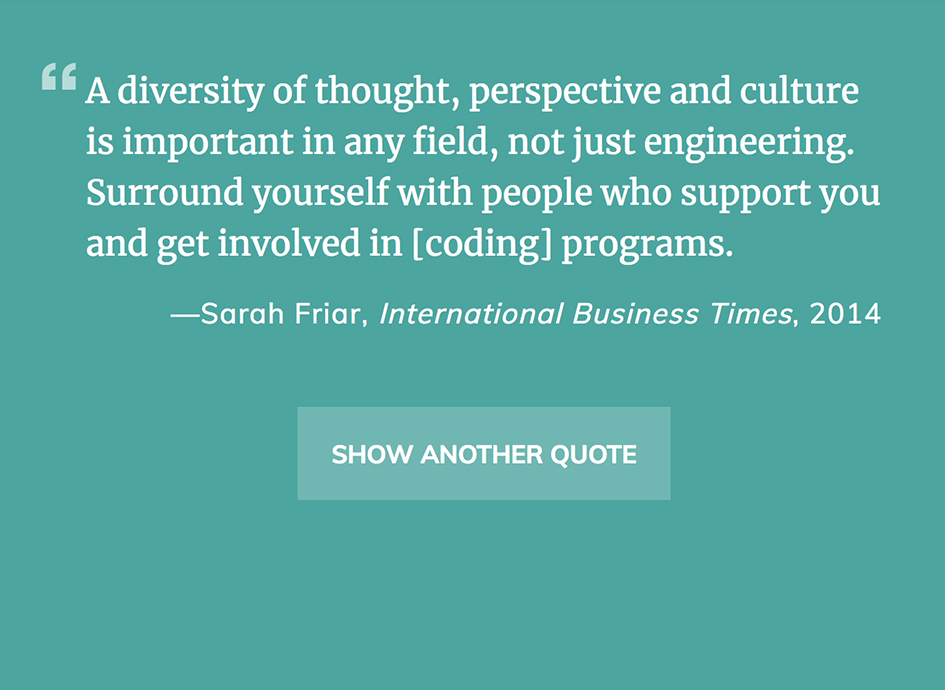 “ A diversity of thought, perspective and culture
is important in any field, not just engineering.
Surround yourself with people who support you
and get involved in [coding] programs.
—Sarah Friar, International Business Times, 2014
SHOW ANOTHER QUOTE